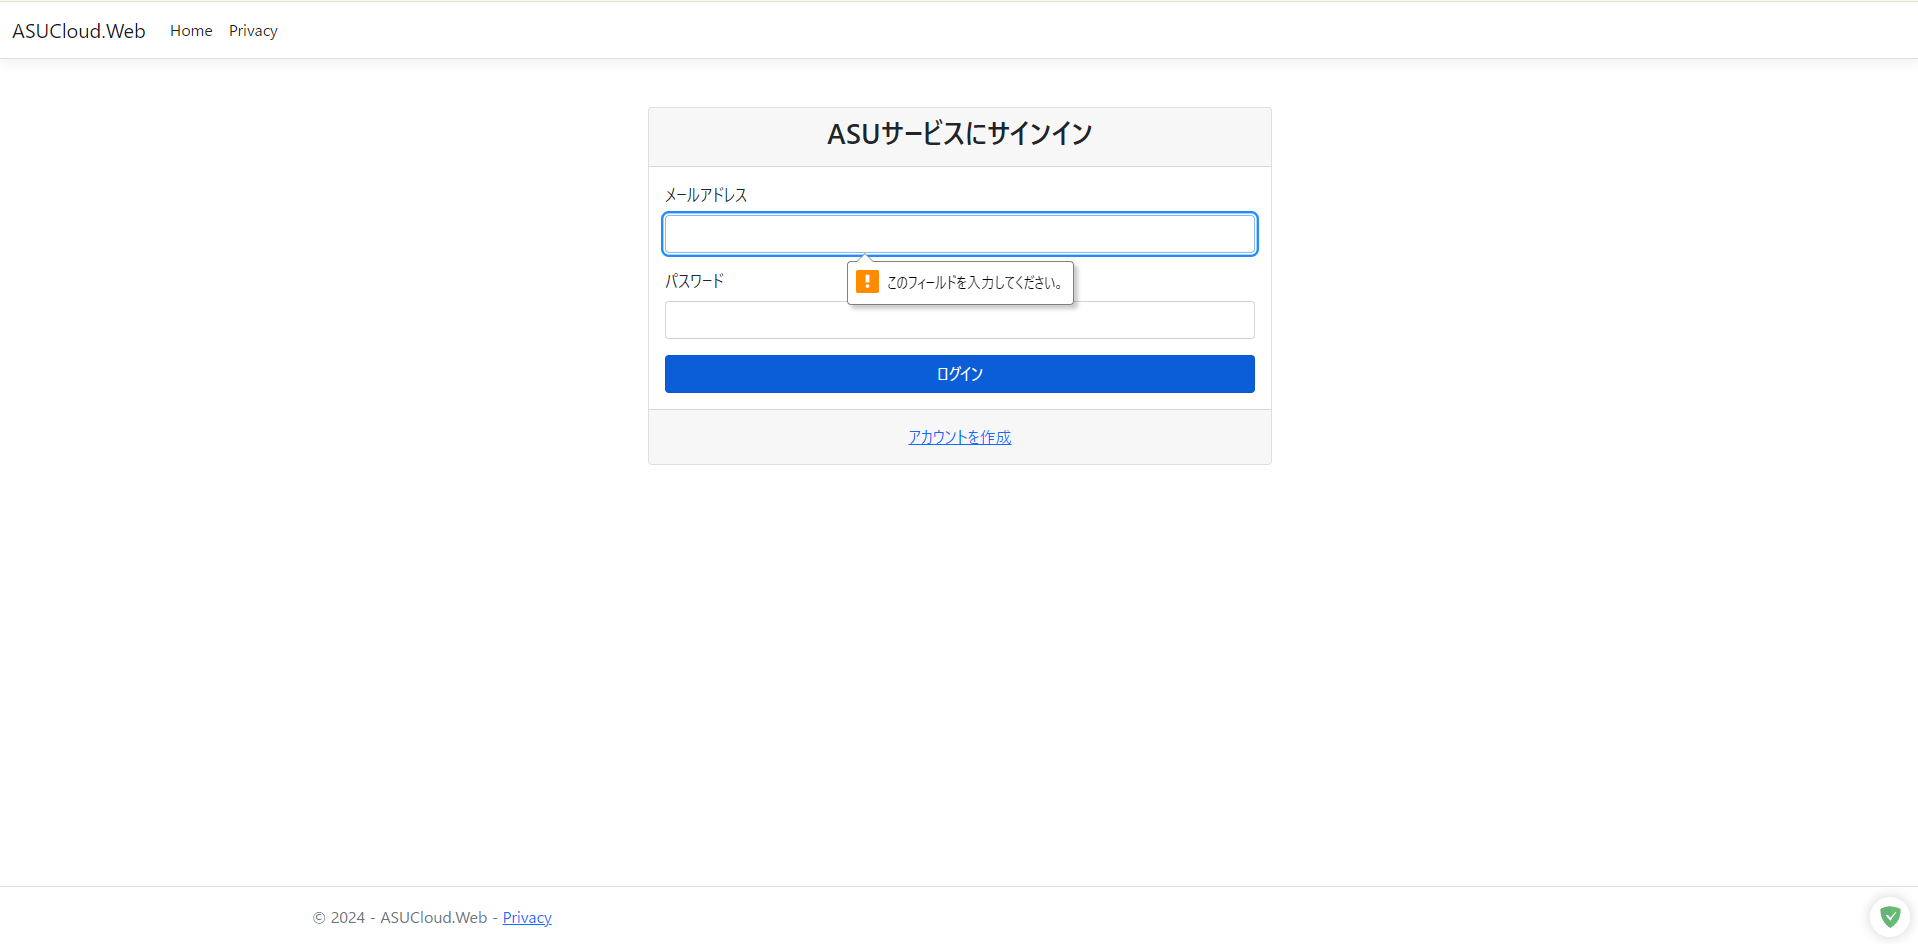 ASUCloud.Web Home Privacy
ASUサービスにサインイン
メールアドレス
このフィールドを入力してください。
パスワード
ログイン
アカウントを作成
© 2024 - ASUCloud.Web - Privacy